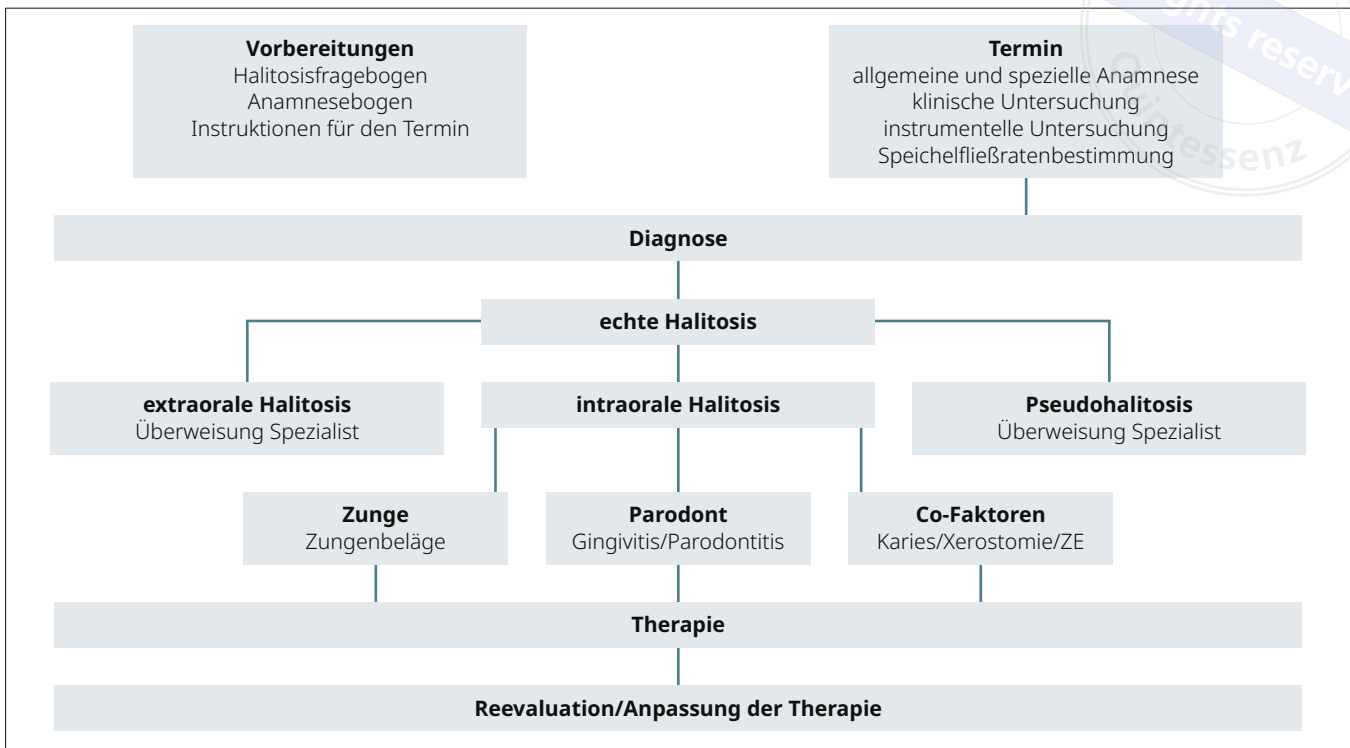 Vorbereitungen
Halitosisfragebogen
Anamnesebogen
Instruktionen für den Termin
Termin
allgemeine und spezielle Anamnese
klinische Untersuchung
instrumentelle Untersuchung
Speichelfließratenbestimmung
Diagnose
echte Halitosis
extraorale Halitosis
Überweisung Spezialist
intraorale Halitosis
Pseudohalitosis
Überweisung Spezialist
Zunge
Zungenbeläge
Parodont
Gingivitis/Parodontitis
Co-Faktoren
Karies/Xerostomie/ZE
Therapie
Reevaluation/Anpassung der Therapie
Quintessenz